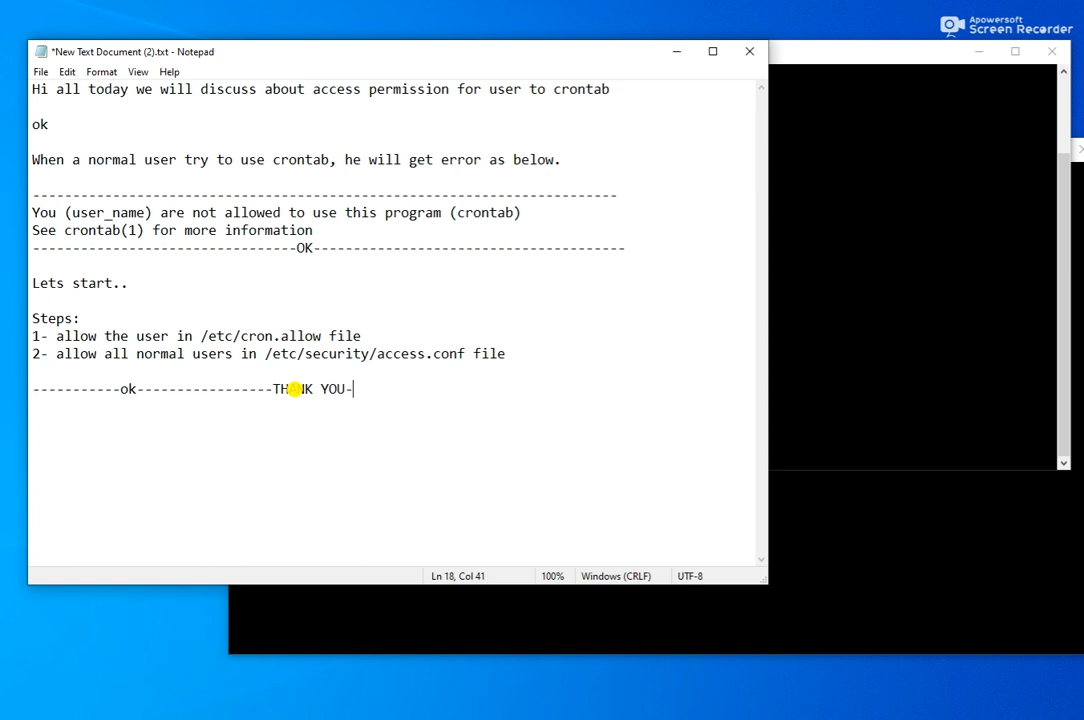 Apowersoft
Screen Recorder
*New Text Document (2).txt - Notepad
File Edit Format View Help
Hi all today we will discuss about access permission for user to crontab
ok
When a normal user try to use crontab, he will get error as below.
-------------------------------------------------------------------------
You (user_name) are not allowed to use this program (crontab)
See crontab(1) for more information
---------------------------------OK---------------------------------------
Lets start..
Steps:
1- allow the user in /etc/cron.allow file
2- allow all normal users in /etc/security/access.conf file
-----------ok-----------------THANK YOU-
Ln 18, Col 41 100% Windows (CRLF) UTF-8